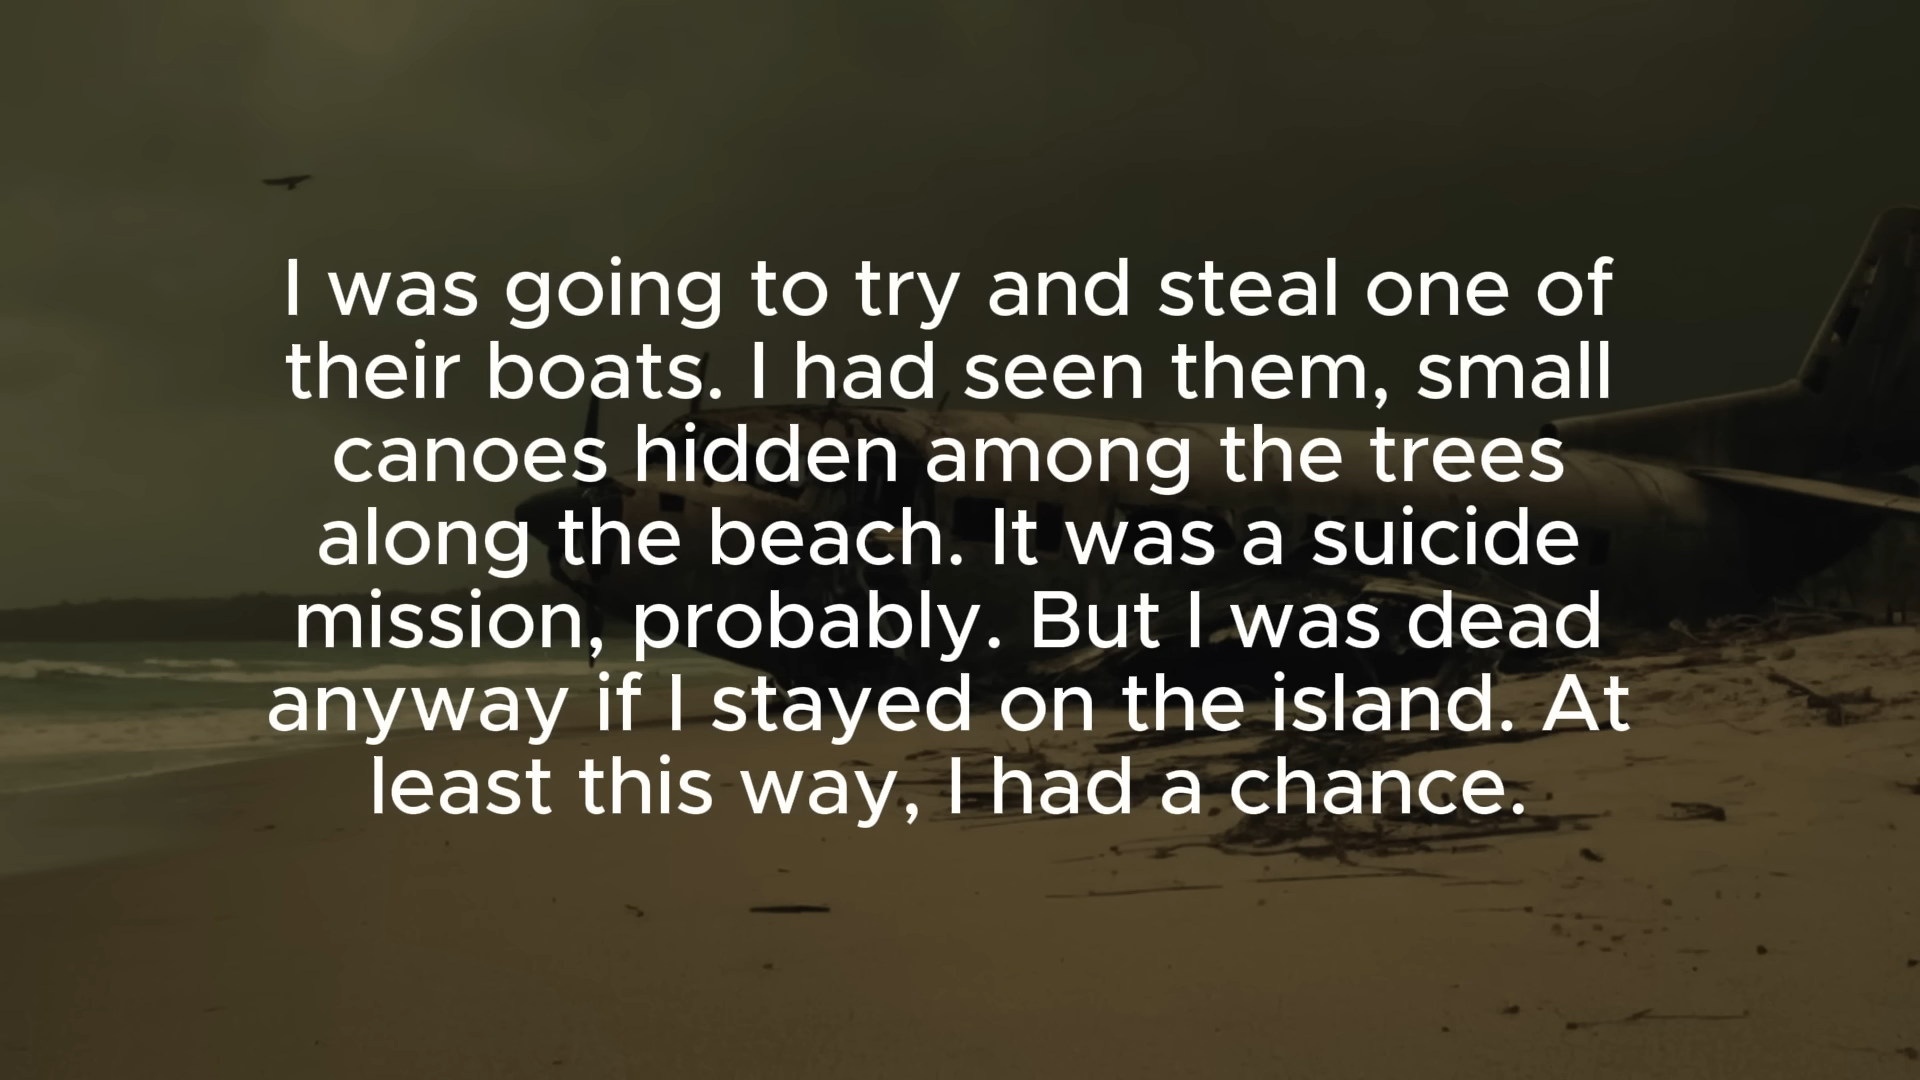 I was going to try and steal one of
their boats. I had seen them, small
canoes hidden among the trees
along the beach. It was a suicide
mission, probably. But I was dead
anyway if I stayed on the island. At
least this way, I had a chance.